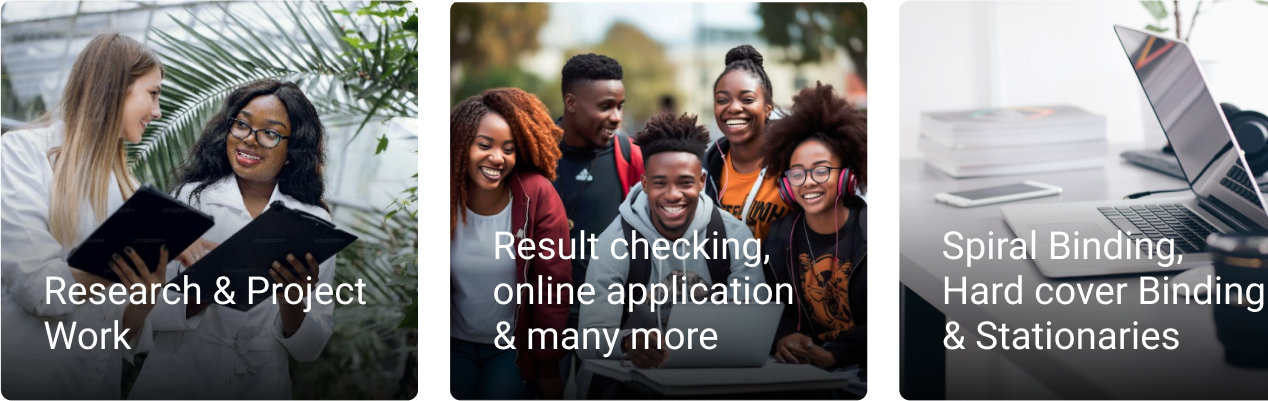 Research & Project
Work
Result checking,
online application
& many more
Spiral Binding,
Hard cover Binding
& Stationaries